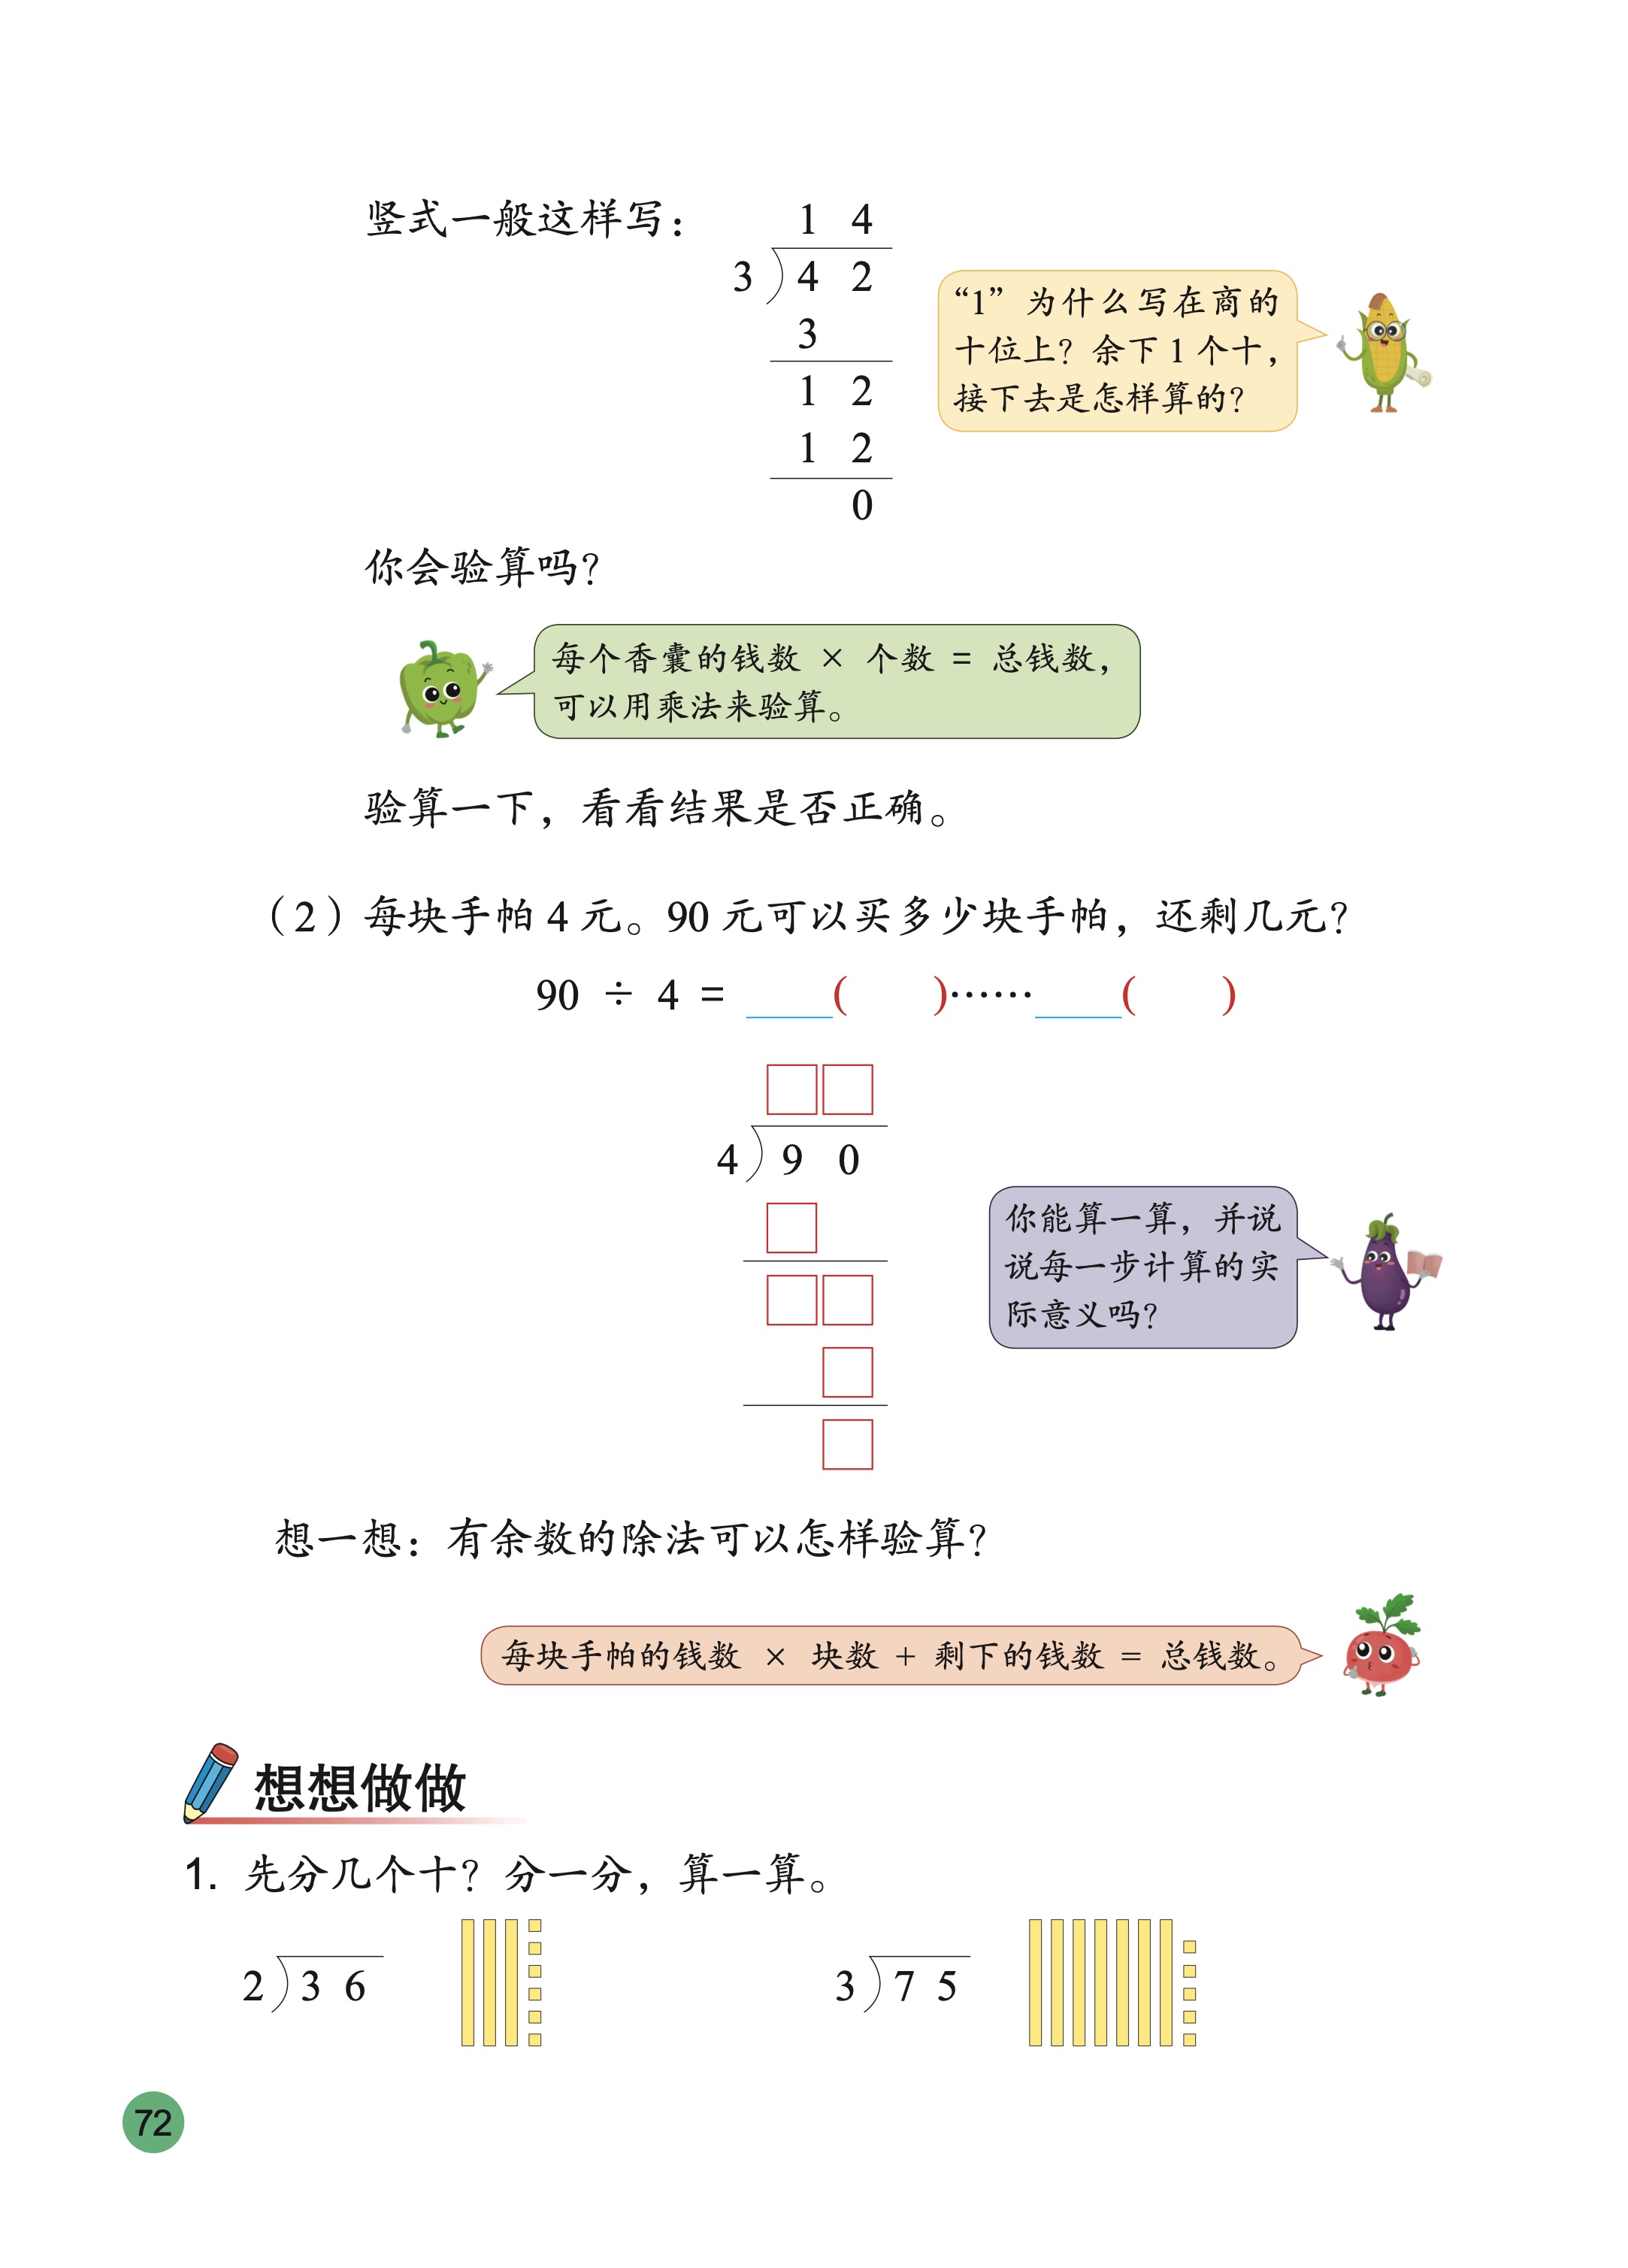 竖式一般这样写：
1 4
3 4 2
3
1 2
1 2
0
“1”为什么写在商的
十位上？余下 1 个十，
接下去是怎样算的？
你会验算吗？
每个香囊的钱数 × 个数 = 总钱数，
可以用乘法来验算。
验算一下，看看结果是否正确。
（2）每块手帕 4 元。90 元可以买多少块手帕，还剩几元？
90 ÷ 4 = ____( )……____( )
4 9 0
你能算一算，并说
说每一步计算的实
际意义吗？
想一想：有余数的除法可以怎样验算？
每块手帕的钱数 × 块数 + 剩下的钱数 = 总钱数。
想想做做
1. 先分几个十？分一分，算一算。
2 3 6
3 7 5
72